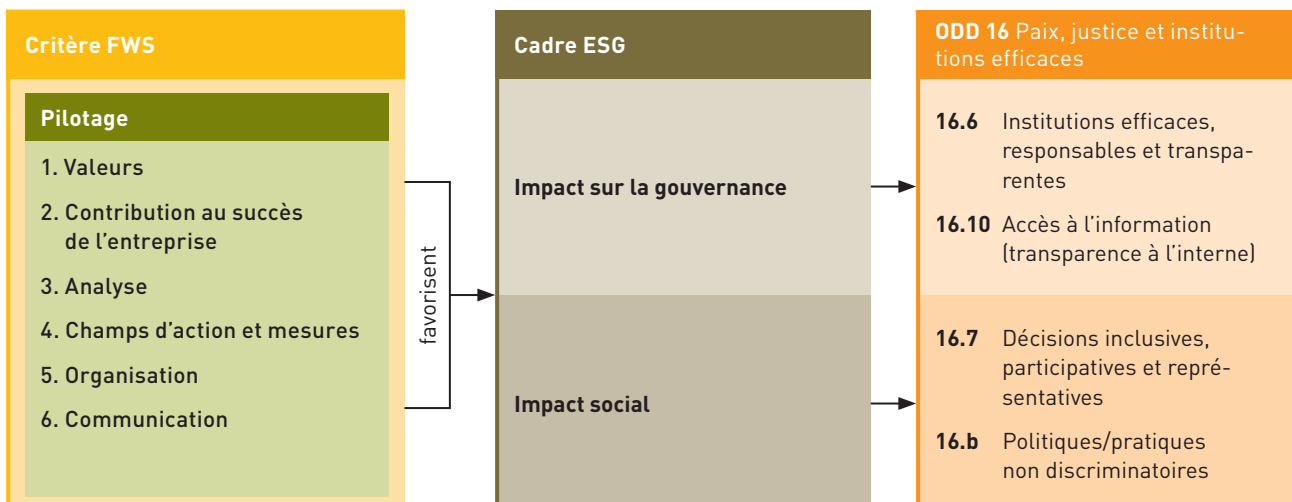 Critère FWS
Pilotage
1. Valeurs
2. Contribution au succès
de l'entreprise
3. Analyse
4. Champs d'action et mesures
5. Organisation
6. Communication
favorisent
Cadre ESG
Impact sur la gouvernance
Impact social
ODD 16 Paix, justice et institu-
tions efficaces
16.6 Institutions efficaces,
responsables et transpa-
rentes
16.10 Accès à l'information
(transparence à l'interne)
16.7 Décisions inclusives,
participatives et repré-
sentatives
16.b Politiques/pratiques
non discriminatoires